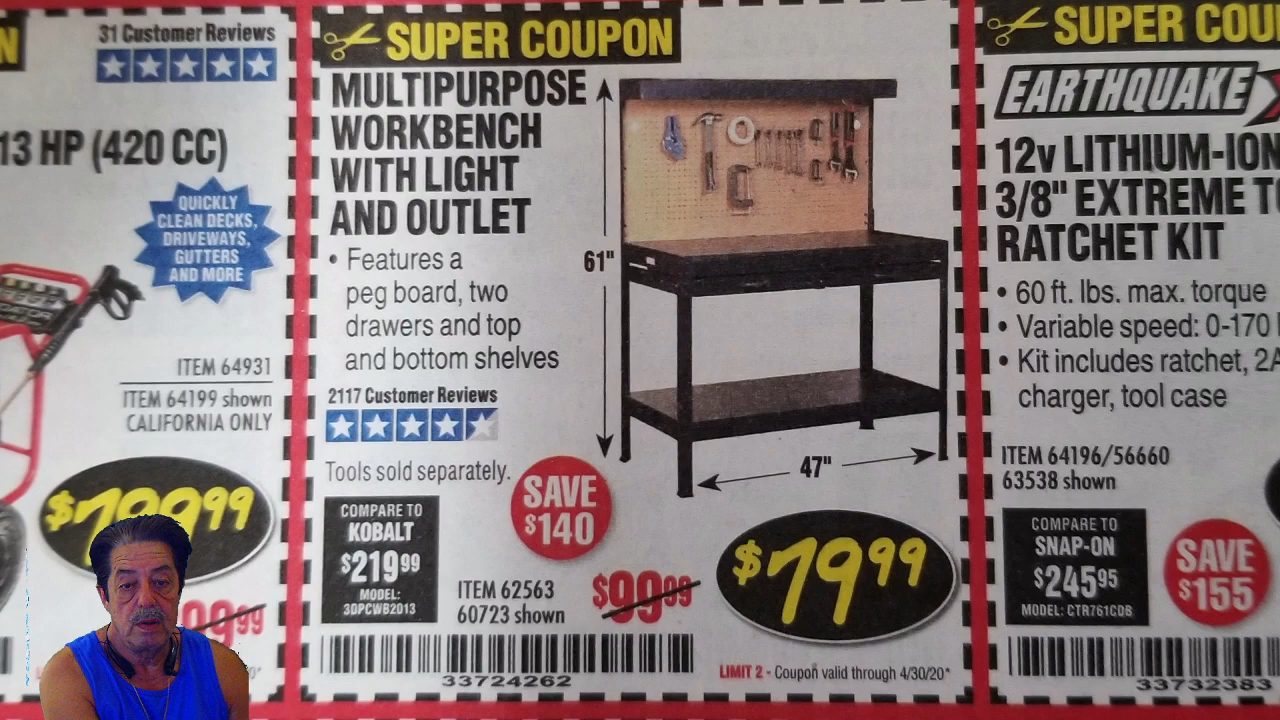 31 Customer Reviews
13 HP (420 CC)
QUICKLY
CLEAN DECKS,
DRIVEWAYS,
GUTTERS
AND MORE
ITEM 64931
ITEM 64199 shown
CALIFORNIA ONLY
SUPER COUPON
MULTIPURPOSE
WORKBENCH
WITH LIGHT
AND OUTLET
• Features a
peg board, two
drawers and top
and bottom shelves
2117 Customer Reviews
Tools sold separately.
61"
47"
SAVE
$140
COMPARE TO
KOBALT
$219.99
MODEL:
3DPCWB2013
ITEM 62563
60723 shown
$99.99
$79.99
33724262
LIMIT 2 - Coupon valid through 4/30/20*
SUPER
EARTHQUAKE
12v LITHIUM-ION
3/8" EXTREME
RATCHET KIT
• 60 ft. lbs. max. torque
• Variable speed: 0-170
• Kit includes ratchet,
charger, tool case
ITEM 64196/56660
63538 shown
COMPARE TO
SNAP-ON
$245.95
MODEL: CTR761CDB
SAVE
$155
33732383